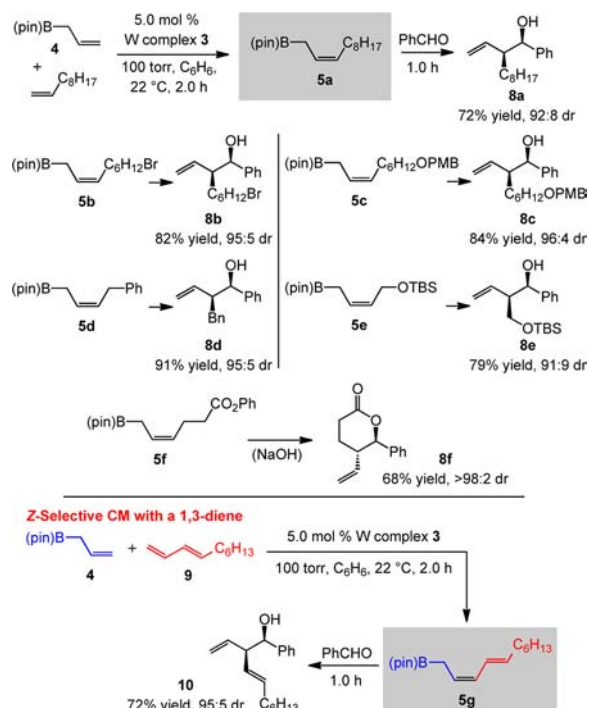 (pin)B
4
+
C8H17
5.0 mol %
W complex 3
100 torr, C6H6,
22 °C, 2.0 h
(pin)B
C8H17
5a
PhCHO
1.0 h
OH
Ph
C8H17
8a
72% yield, 92:8 dr
(pin)B
C6H12Br
5b
OH
Ph
C6H12Br
8b
82% yield, 95:5 dr
(pin)B
C6H12OPMB
5c
OH
Ph
C6H12OPMB
8c
84% yield, 96:4 dr
(pin)B
Ph
5d
OH
Ph
Bn
8d
91% yield, 95:5 dr
(pin)B
OTBS
5e
OH
Ph
OTBS
8e
79% yield, 91:9 dr
(pin)B
CO2Ph
5f
(NaOH)
O
O
Ph
8f
68% yield, >98:2 dr
Z-Selective CM with a 1,3-diene
(pin)B
4
+
C6H13
9
5.0 mol % W complex 3
100 torr, C6H6, 22 °C, 2.0 h
(pin)B
C6H13
5g
PhCHO
1.0 h
OH
Ph
C6H13
10
72% yield, 95:5 dr